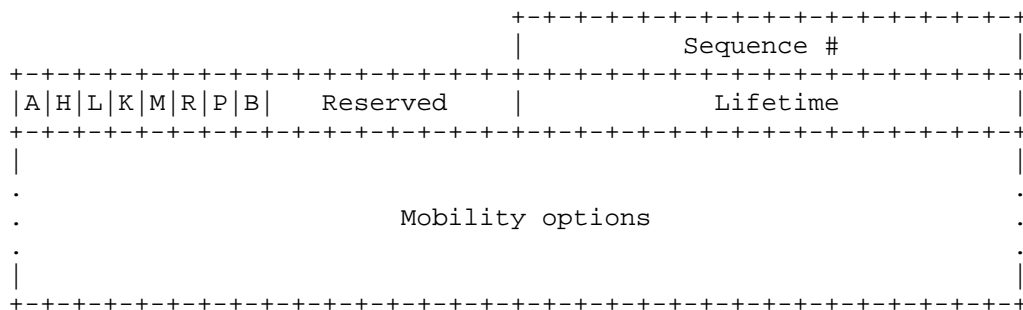 +-+-+-+-+-+-+-+-+-+-+-+-+-+-+-+-+
                                |          Sequence #           |
+-+-+-+-+-+-+-+-+-+-+-+-+-+-+-+-+-+-+-+-+-+-+-+-+-+-+-+-+-+-+-+-+
|A|H|L|K|M|R|P|B|   Reserved    |            Lifetime           |
+-+-+-+-+-+-+-+-+-+-+-+-+-+-+-+-+-+-+-+-+-+-+-+-+-+-+-+-+-+-+-+-+
|                                                               |
.                                                               .
.                        Mobility options                       .
.                                                               .
|                                                               |
+-+-+-+-+-+-+-+-+-+-+-+-+-+-+-+-+-+-+-+-+-+-+-+-+-+-+-+-+-+-+-+-+